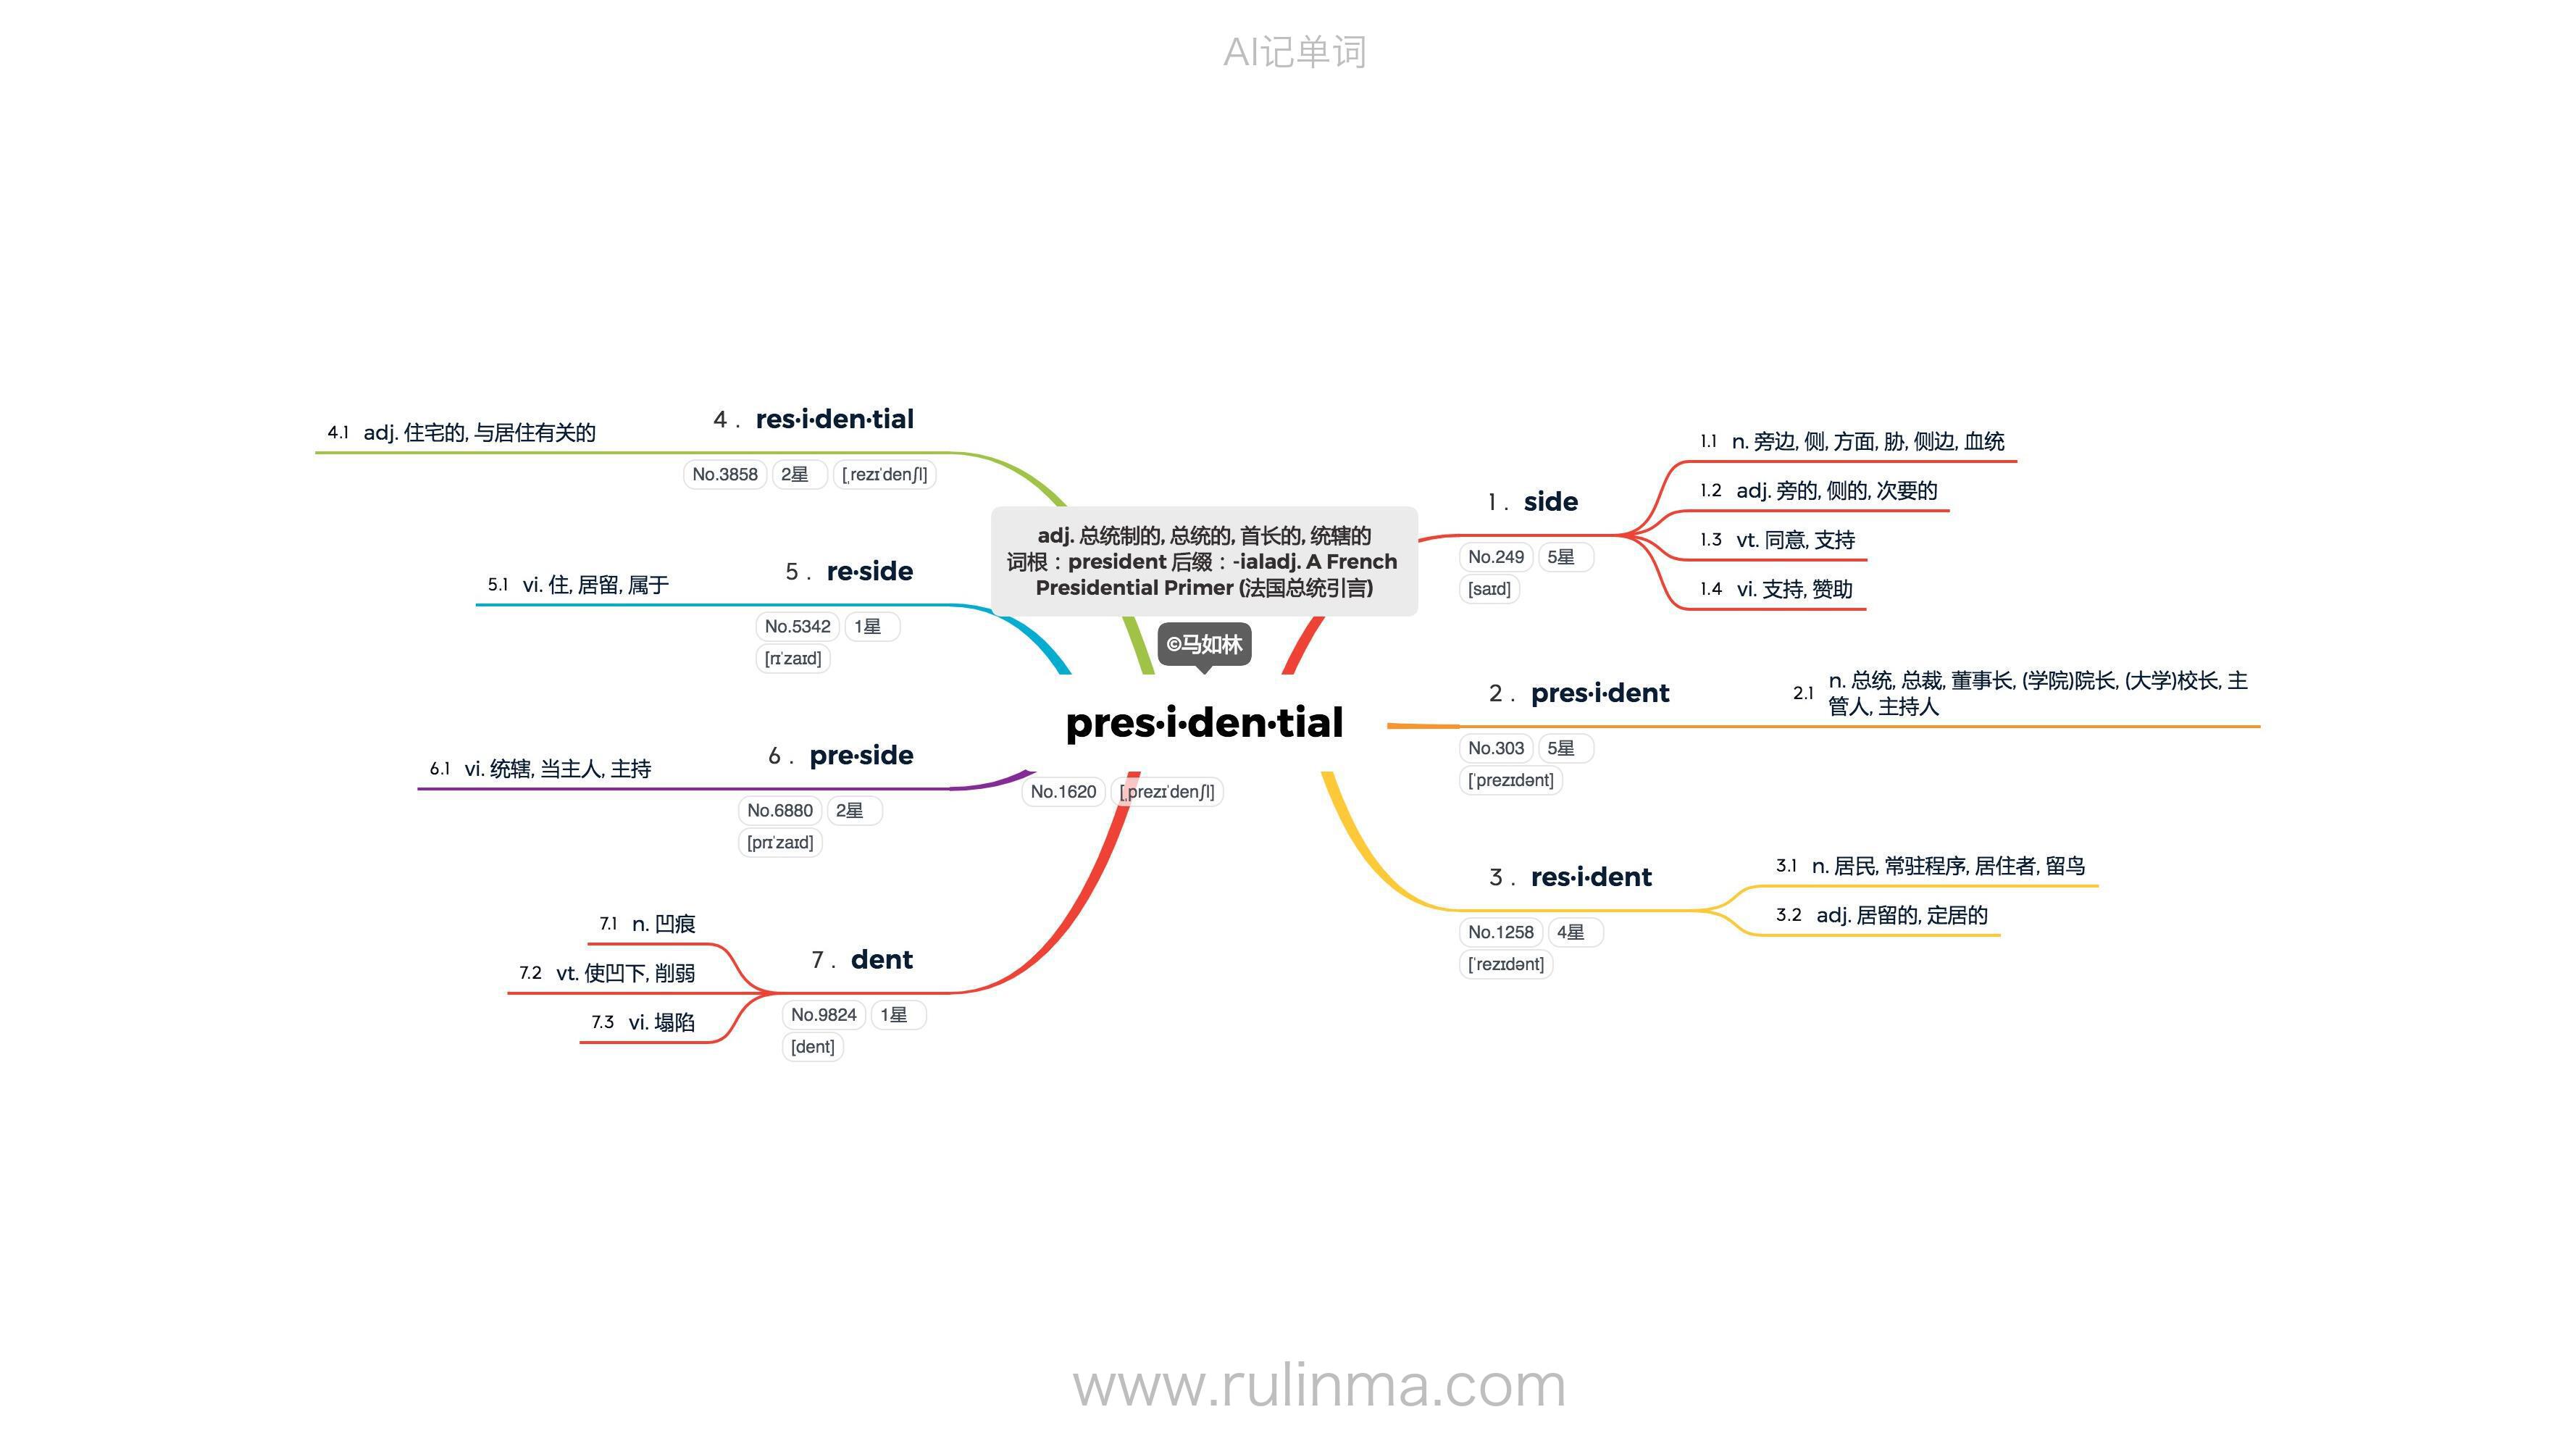 AI记单词
adj. 总统制的, 总统的, 首长的, 统辖的
词根：president 后缀：-ialadj. A French
Presidential Primer (法国总统引言)
©马如林
pres·i·den·tial
No.1620 [ˌprezɪˈdenʃl]
1 . side
No.249 5星
[saɪd]
1.1 n. 旁边, 侧, 方面, 胁, 侧边, 血统
1.2 adj. 旁的, 侧的, 次要的
1.3 vt. 同意, 支持
1.4 vi. 支持, 赞助
2 . pres·i·dent
No.303 5星
[ˈprezɪdənt]
2.1 n. 总统, 总裁, 董事长, (学院)院长, (大学)校长, 主
管人, 主持人
3 . res·i·dent
No.1258 4星
[ˈrezɪdənt]
3.1 n. 居民, 常驻程序, 居住者, 留鸟
3.2 adj. 居留的, 定居的
4 . res·i·den·tial
No.3858 2星 [ˌrezɪˈdenʃl]
4.1 adj. 住宅的, 与居住有关的
5 . re·side
No.5342 1星
[rɪˈzaɪd]
5.1 vi. 住, 居留, 属于
6 . pre·side
No.6880 2星
[prɪˈzaɪd]
6.1 vi. 统辖, 当主人, 主持
7 . dent
No.9824 1星
[dent]
7.1 n. 凹痕
7.2 vt. 使凹下, 削弱
7.3 vi. 塌陷
www.rulinma.com